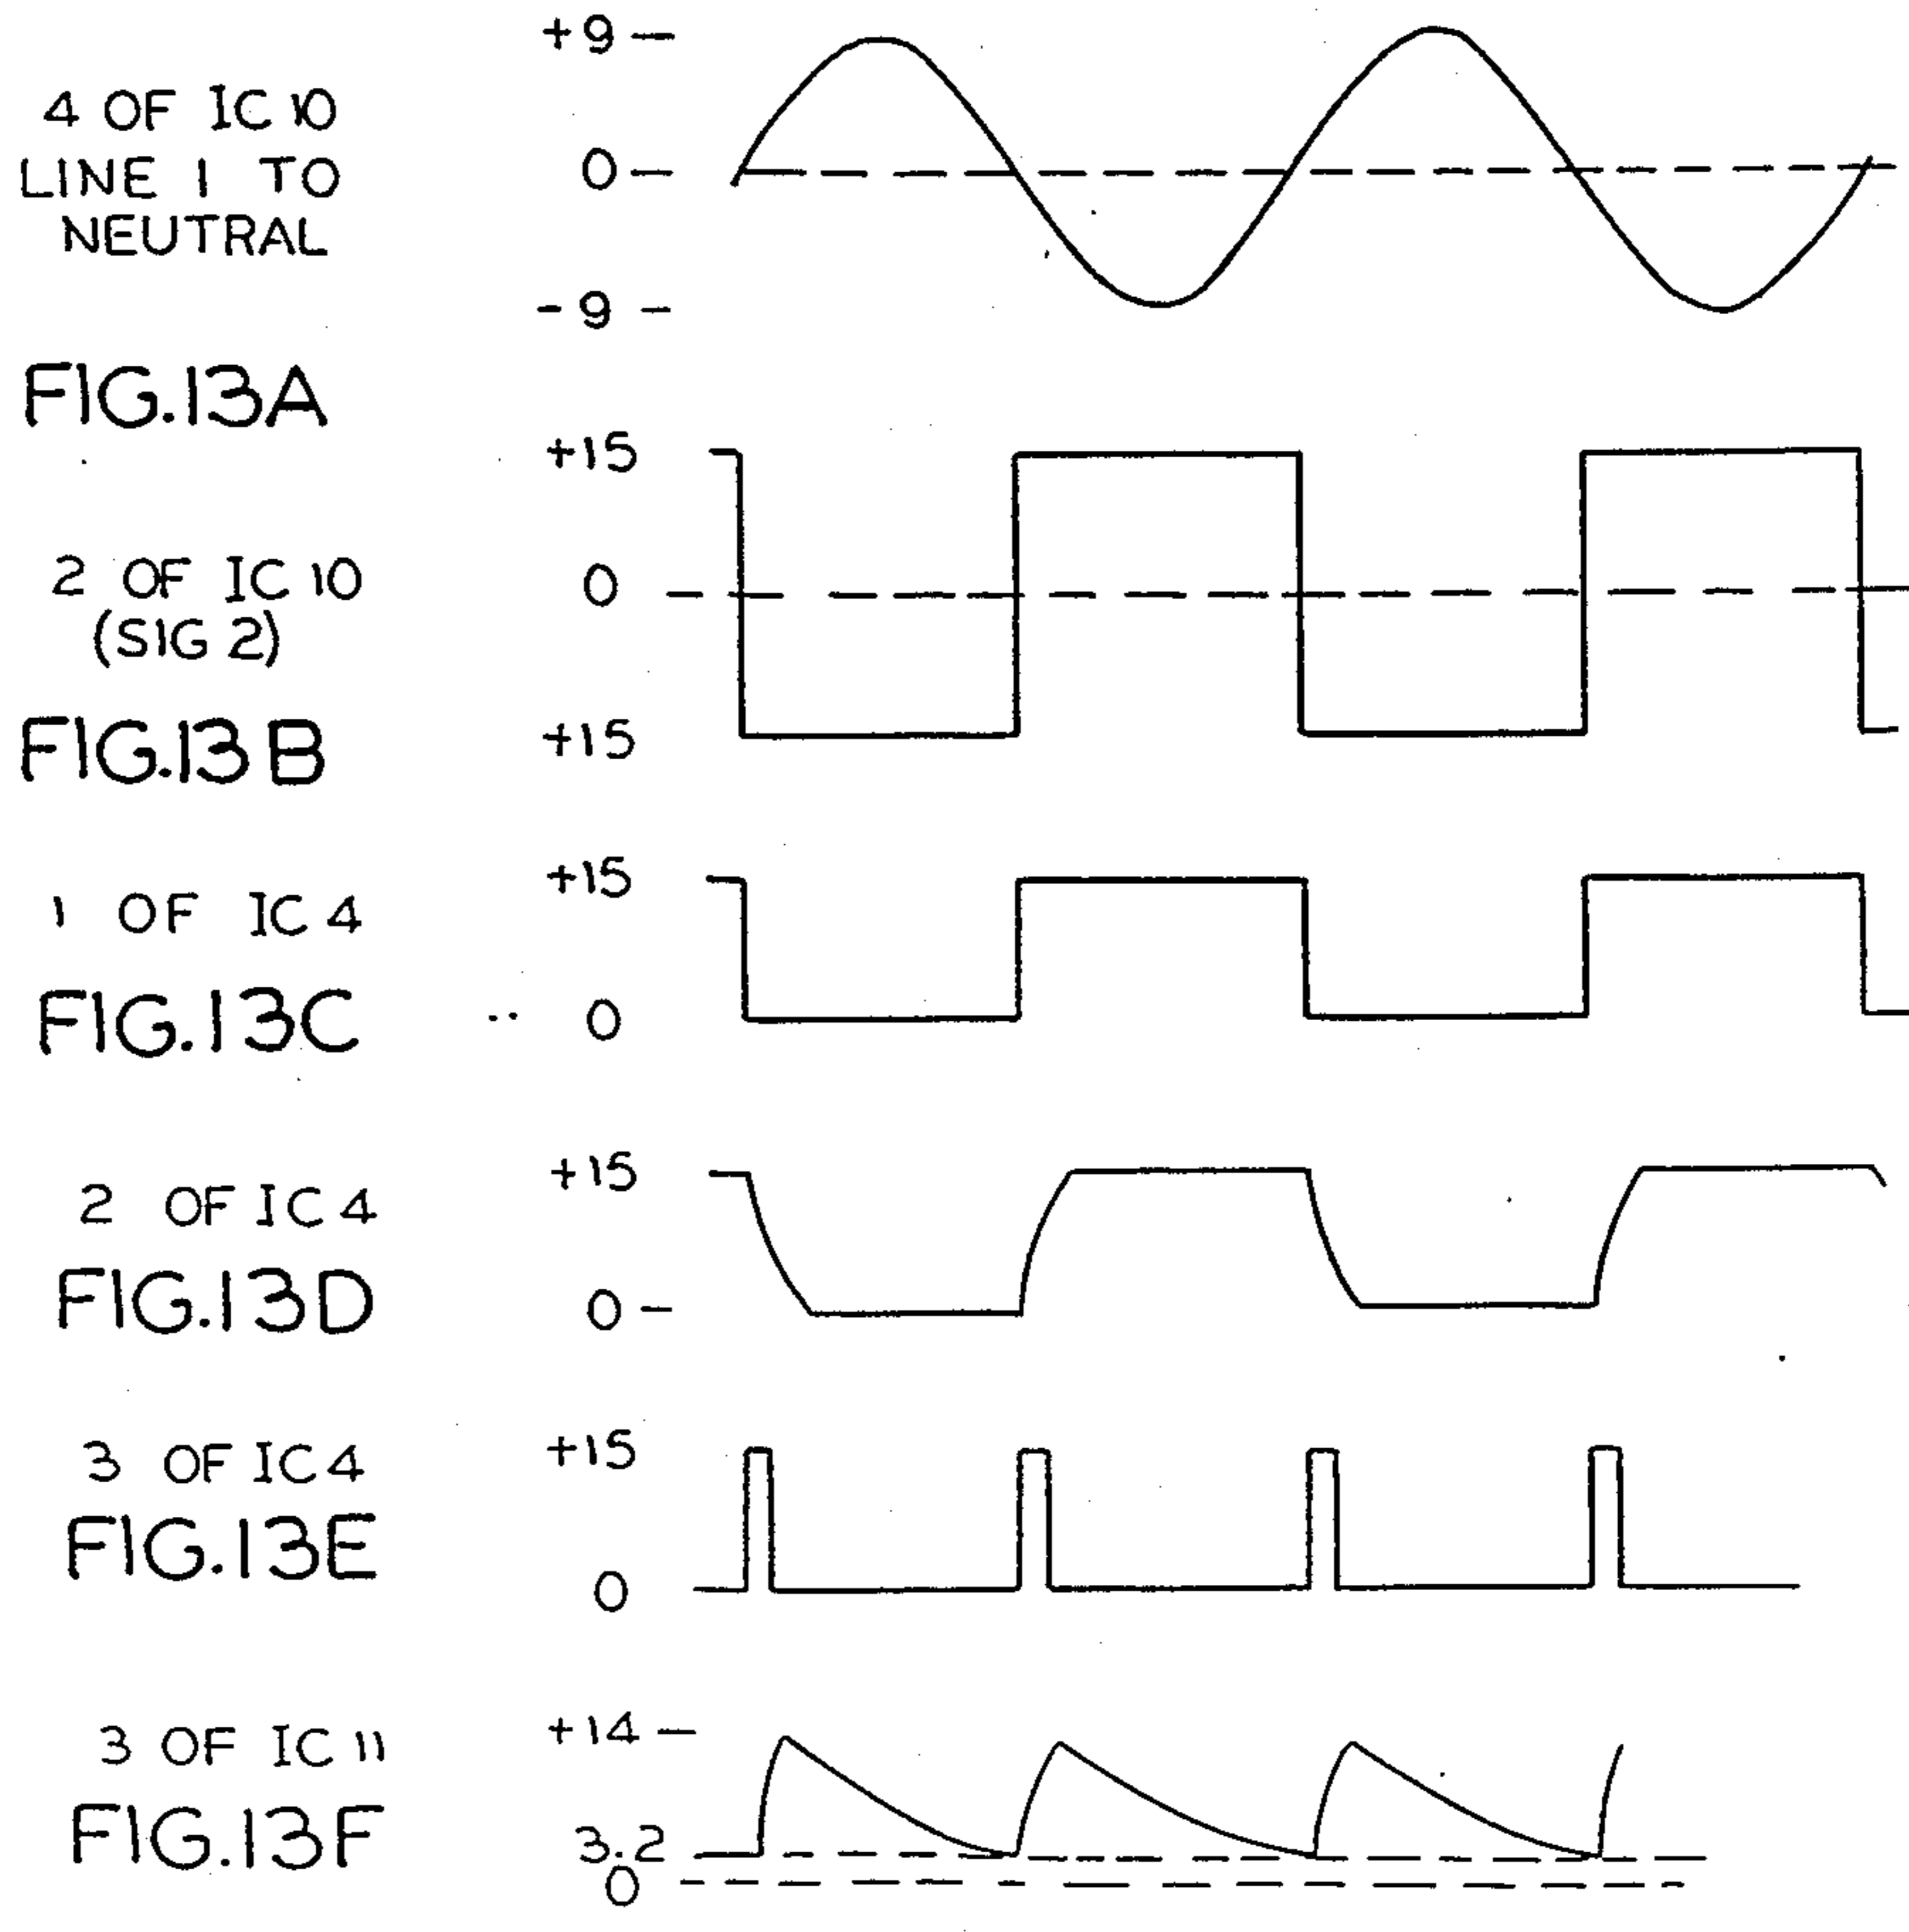 +9
4 OF IC 10
LINE 1 TO
NEUTRAL
0
-9
FIG.13A
+15
2 OF IC 10
(SIG 2)
0
+15
FIG.13B
+15
1 OF IC 4
0
FIG.13C
+15
2 OF IC 4
0
FIG.13D
+15
3 OF IC 4
0
FIG.13E
+14
3 OF IC 11
3.2
0
FIG.13F